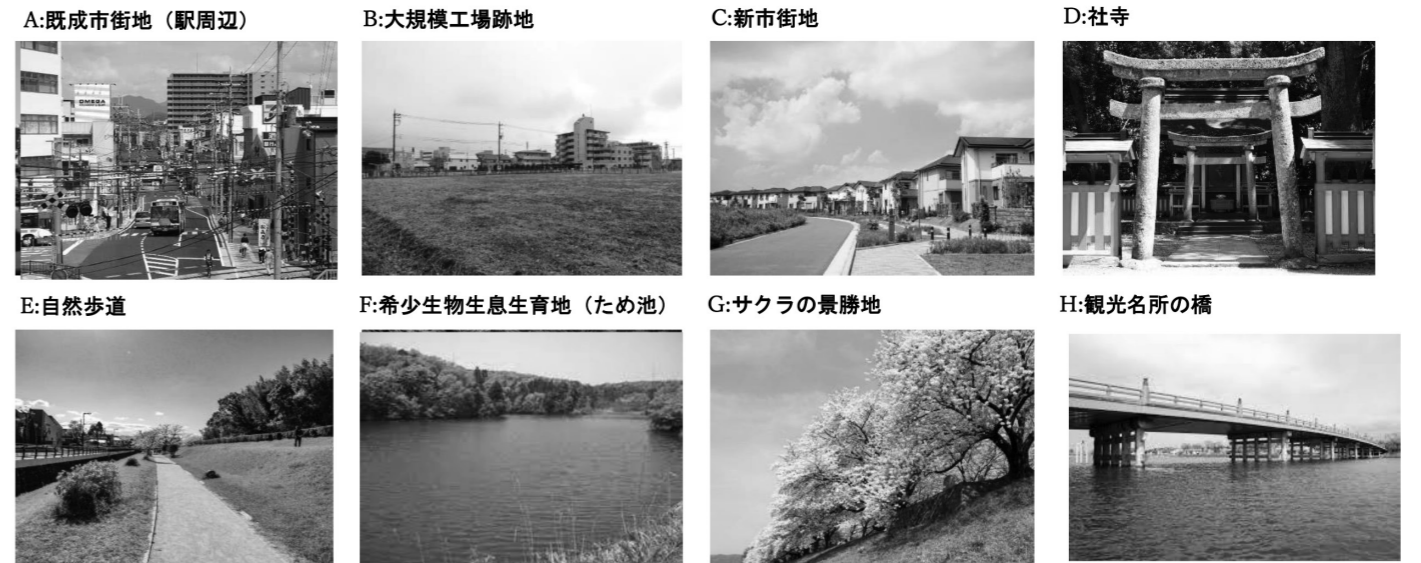 A:既成市街地（駅周辺）
B:大規模工場跡地
C:新市街地
D:社寺
OMEGA
E:自然歩道
F:希少生物生息生育地（ため池）
G:サクラの景勝地
H:観光名所の橋